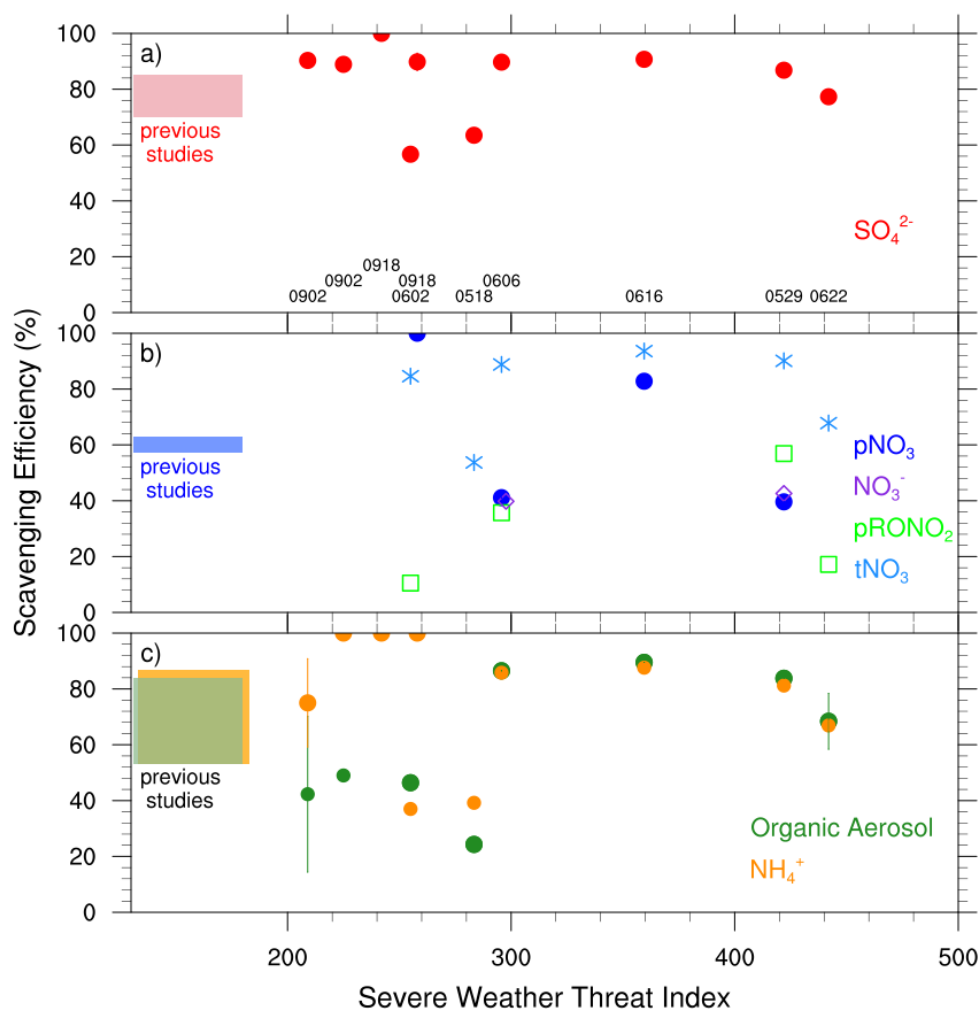 100
a)
80
previous
studies
60
40
SO₄²⁻
20
0918
0902 0918 0606
0902 0602 0518 0616 0529 0622
0
100
b)
80
60
previous
studies
pNO₃
NO₃⁻
40
pRONO₂
20
tNO₃
0
100
c)
80
60
previous
studies
40
Organic Aerosol
NH₄⁺
20
0
Scavenging Efficiency (%)
200 300 400 500
Severe Weather Threat Index